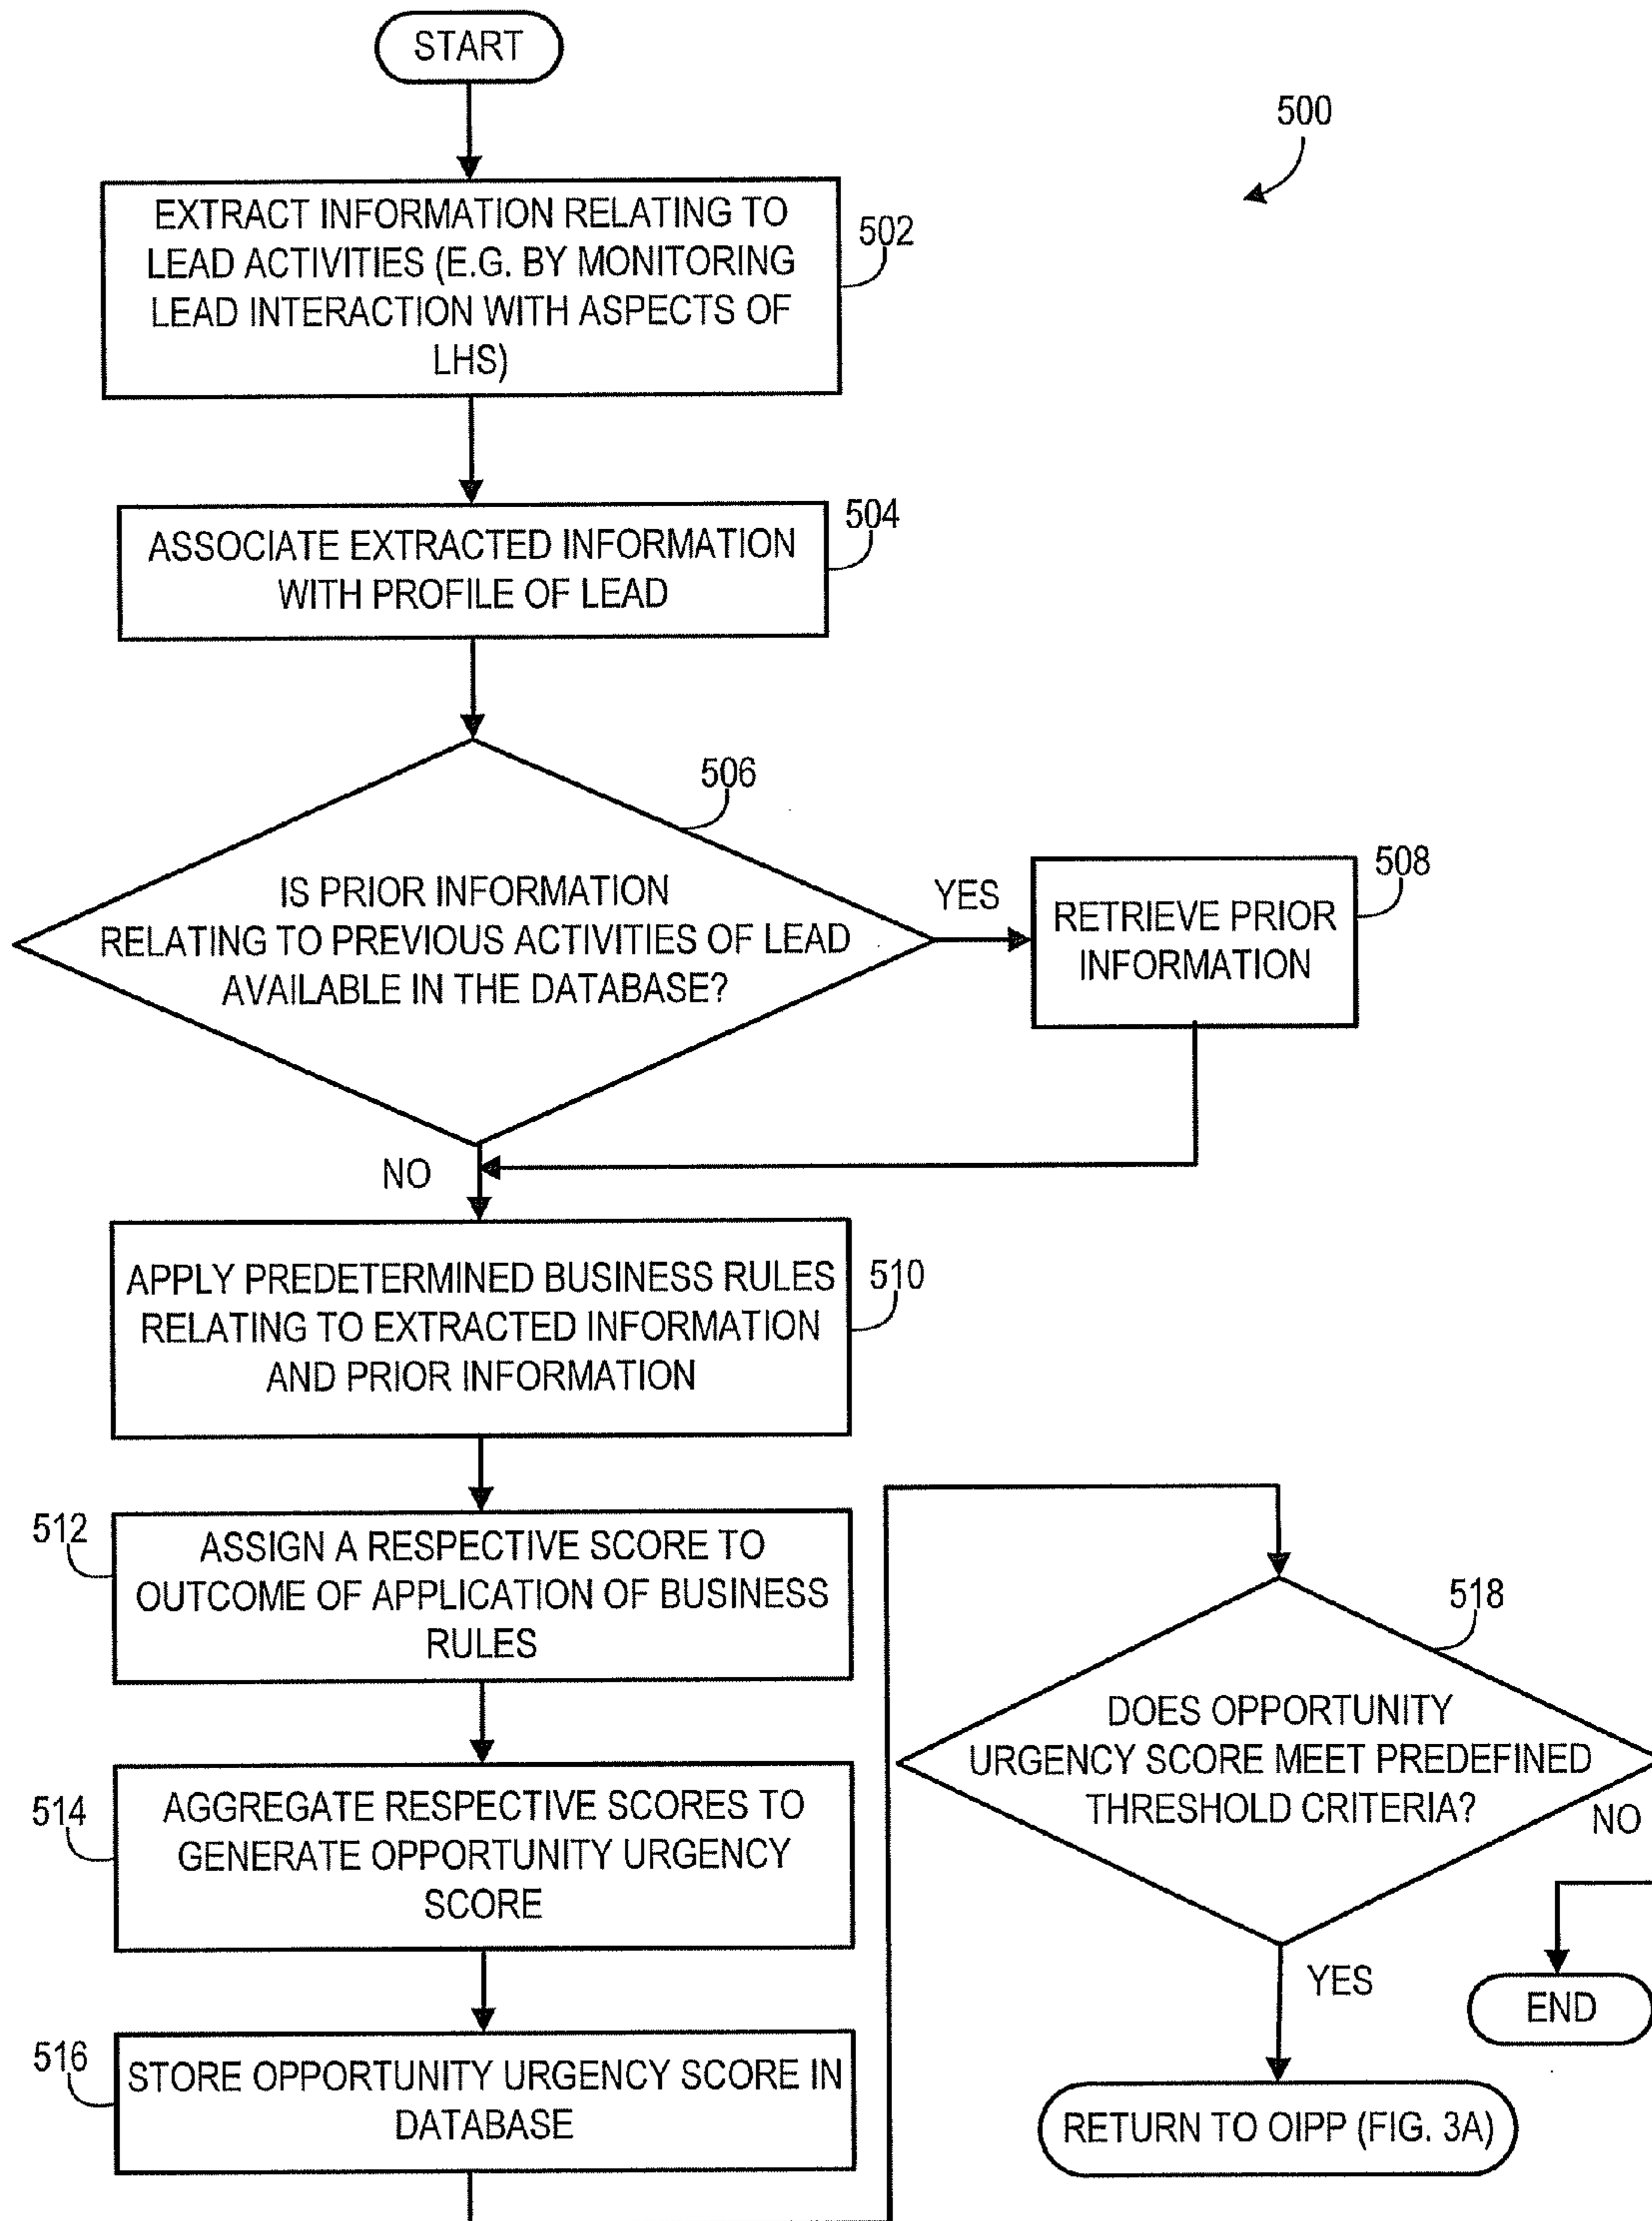 START
500
EXTRACT INFORMATION RELATING TO
LEAD ACTIVITIES (E.G. BY MONITORING
LEAD INTERACTION WITH ASPECTS OF
LHS)
502
ASSOCIATE EXTRACTED INFORMATION
WITH PROFILE OF LEAD
504
506
IS PRIOR INFORMATION
RELATING TO PREVIOUS ACTIVITIES OF LEAD
AVAILABLE IN THE DATABASE?
YES
RETRIEVE PRIOR
INFORMATION
508
NO
APPLY PREDETERMINED BUSINESS RULES
RELATING TO EXTRACTED INFORMATION
AND PRIOR INFORMATION
510
512
ASSIGN A RESPECTIVE SCORE TO
OUTCOME OF APPLICATION OF BUSINESS
RULES
514
AGGREGATE RESPECTIVE SCORES TO
GENERATE OPPORTUNITY URGENCY
SCORE
516
STORE OPPORTUNITY URGENCY SCORE IN
DATABASE
518
DOES OPPORTUNITY
URGENCY SCORE MEET PREDEFINED
THRESHOLD CRITERIA?
NO
YES
END
RETURN TO OIPP (FIG. 3A)